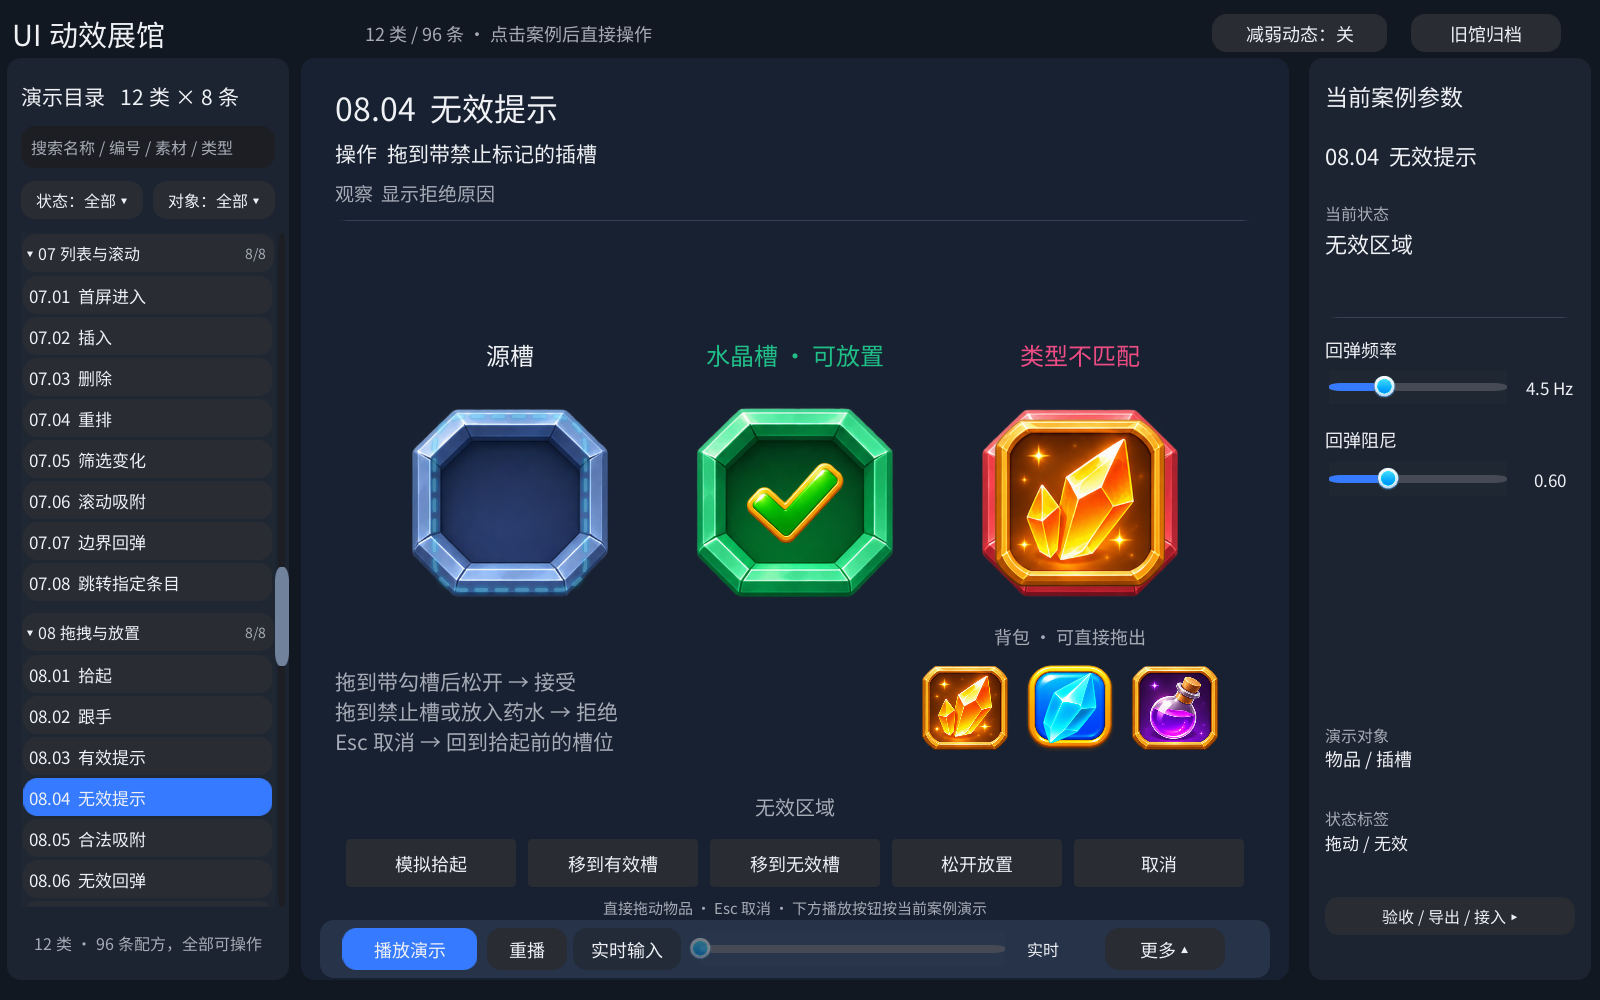 UI 动效展馆
12 类 / 96 条 · 点击案例后直接操作
减弱动态：关
旧馆归档
演示目录 12 类 × 8 条
搜索名称 / 编号 / 素材 / 类型
状态：全部 ▾
对象：全部 ▾
▾ 07 列表与滚动 8/8
07.01 首屏进入
07.02 插入
07.03 删除
07.04 重排
07.05 筛选变化
07.06 滚动吸附
07.07 边界回弹
07.08 跳转指定条目
▾ 08 拖拽与放置 8/8
08.01 拾起
08.02 跟手
08.03 有效提示
08.04 无效提示
08.05 合法吸附
08.06 无效回弹
12 类 · 96 条配方，全部可操作
08.04 无效提示
操作 拖到带禁止标记的插槽
观察 显示拒绝原因
源槽
水晶槽 · 可放置
类型不匹配
背包 · 可直接拖出
拖到带勾槽后松开 → 接受
拖到禁止槽或放入药水 → 拒绝
Esc 取消 → 回到拾起前的槽位
无效区域
模拟拾起
移到有效槽
移到无效槽
松开放置
取消
直接拖动物品 · Esc 取消 · 下方播放按钮按当前案例演示
播放演示
重播
实时输入
实时
更多 ▴
当前案例参数
08.04 无效提示
当前状态
无效区域
回弹频率
4.5 Hz
回弹阻尼
0.60
演示对象
物品 / 插槽
状态标签
拖动 / 无效
验收 / 导出 / 接入 ▸